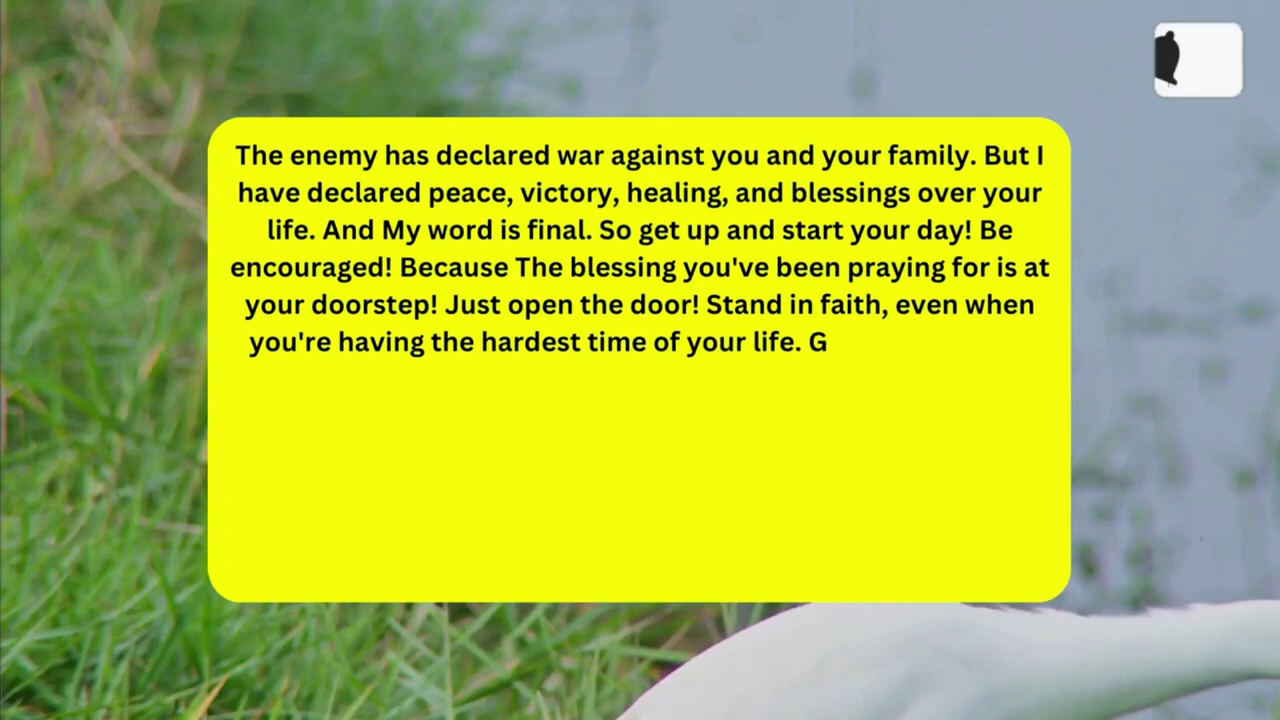 The enemy has declared war against you and your family. But I
have declared peace, victory, healing, and blessings over your
life. And My word is final. So get up and start your day! Be
encouraged! Because The blessing you've been praying for is at
your doorstep! Just open the door! Stand in faith, even when
you're having the hardest time of your life. G